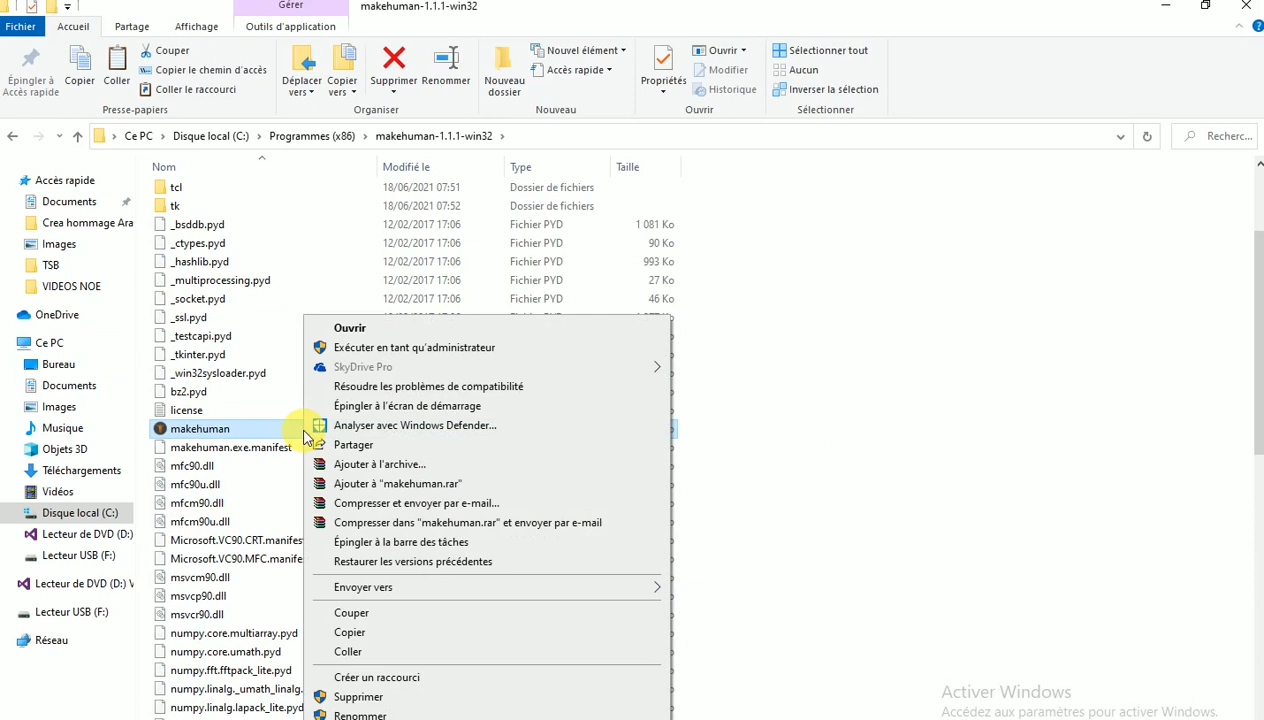 Gérer
makehuman-1.1.1-win32
Fichier
Accueil
Partage
Affichage
Outils d'application
Épingler à Accès rapide
Copier
Coller
Couper
Copier le chemin d'accès
Coller le raccourci
Presse-papiers
Déplacer vers
Copier vers
Supprimer
Renommer
Organiser
Nouveau dossier
Nouvel élément
Accès rapide
Nouveau
Propriétés
Ouvrir
Modifier
Historique
Ouvrir
Sélectionner tout
Aucun
Inverser la sélection
Sélectionner
Ce PC > Disque local (C:) > Programmes (x86) > makehuman-1.1.1-win32 >
Recherc...
Accès rapide
Documents
Crea hommage Ara
Images
TSB
VIDEOS NOE
OneDrive
Ce PC
Bureau
Documents
Images
Musique
Objets 3D
Téléchargements
Vidéos
Disque local (C:)
Lecteur de DVD (D:)
Lecteur USB (F:)
Lecteur de DVD (D:) V
Lecteur USB (F:)
Réseau
Nom Modifié le Type Taille
tcl 18/06/2021 07:51 Dossier de fichiers
tk 18/06/2021 07:52 Dossier de fichiers
_bsddb.pyd 12/02/2017 17:06 Fichier PYD 1 081 Ko
_ctypes.pyd 12/02/2017 17:06 Fichier PYD 90 Ko
_hashlib.pyd 12/02/2017 17:06 Fichier PYD 993 Ko
_multiprocessing.pyd 12/02/2017 17:06 Fichier PYD 27 Ko
_socket.pyd 12/02/2017 17:06 Fichier PYD 46 Ko
_ssl.pyd
_testcapi.pyd
_tkinter.pyd
_win32sysloader.pyd
bz2.pyd
license
makehuman
makehuman.exe.manifest
mfc90.dll
mfc90u.dll
mfcm90.dll
mfcm90u.dll
Microsoft.VC90.CRT.manifes
Microsoft.VC90.MFC.manife
msvcm90.dll
msvcp90.dll
msvcr90.dll
numpy.core.multiarray.pyd
numpy.core.umath.pyd
numpy.fft.fftpack_lite.pyd
numpy.linalg._umath_linalg.
numpy.linalg.lapack_lite.pyd
Ouvrir
Exécuter en tant qu'administrateur
SkyDrive Pro
Résoudre les problèmes de compatibilité
Épingler à l'écran de démarrage
Analyser avec Windows Defender...
Partager
Ajouter à l'archive...
Ajouter à "makehuman.rar"
Compresser et envoyer par e-mail...
Compresser dans "makehuman.rar" et envoyer par e-mail
Épingler à la barre des tâches
Restaurer les versions précédentes
Envoyer vers
Couper
Copier
Coller
Créer un raccourci
Supprimer
Renommer
Activer Windows
Accédez aux paramètres pour activer Windows.